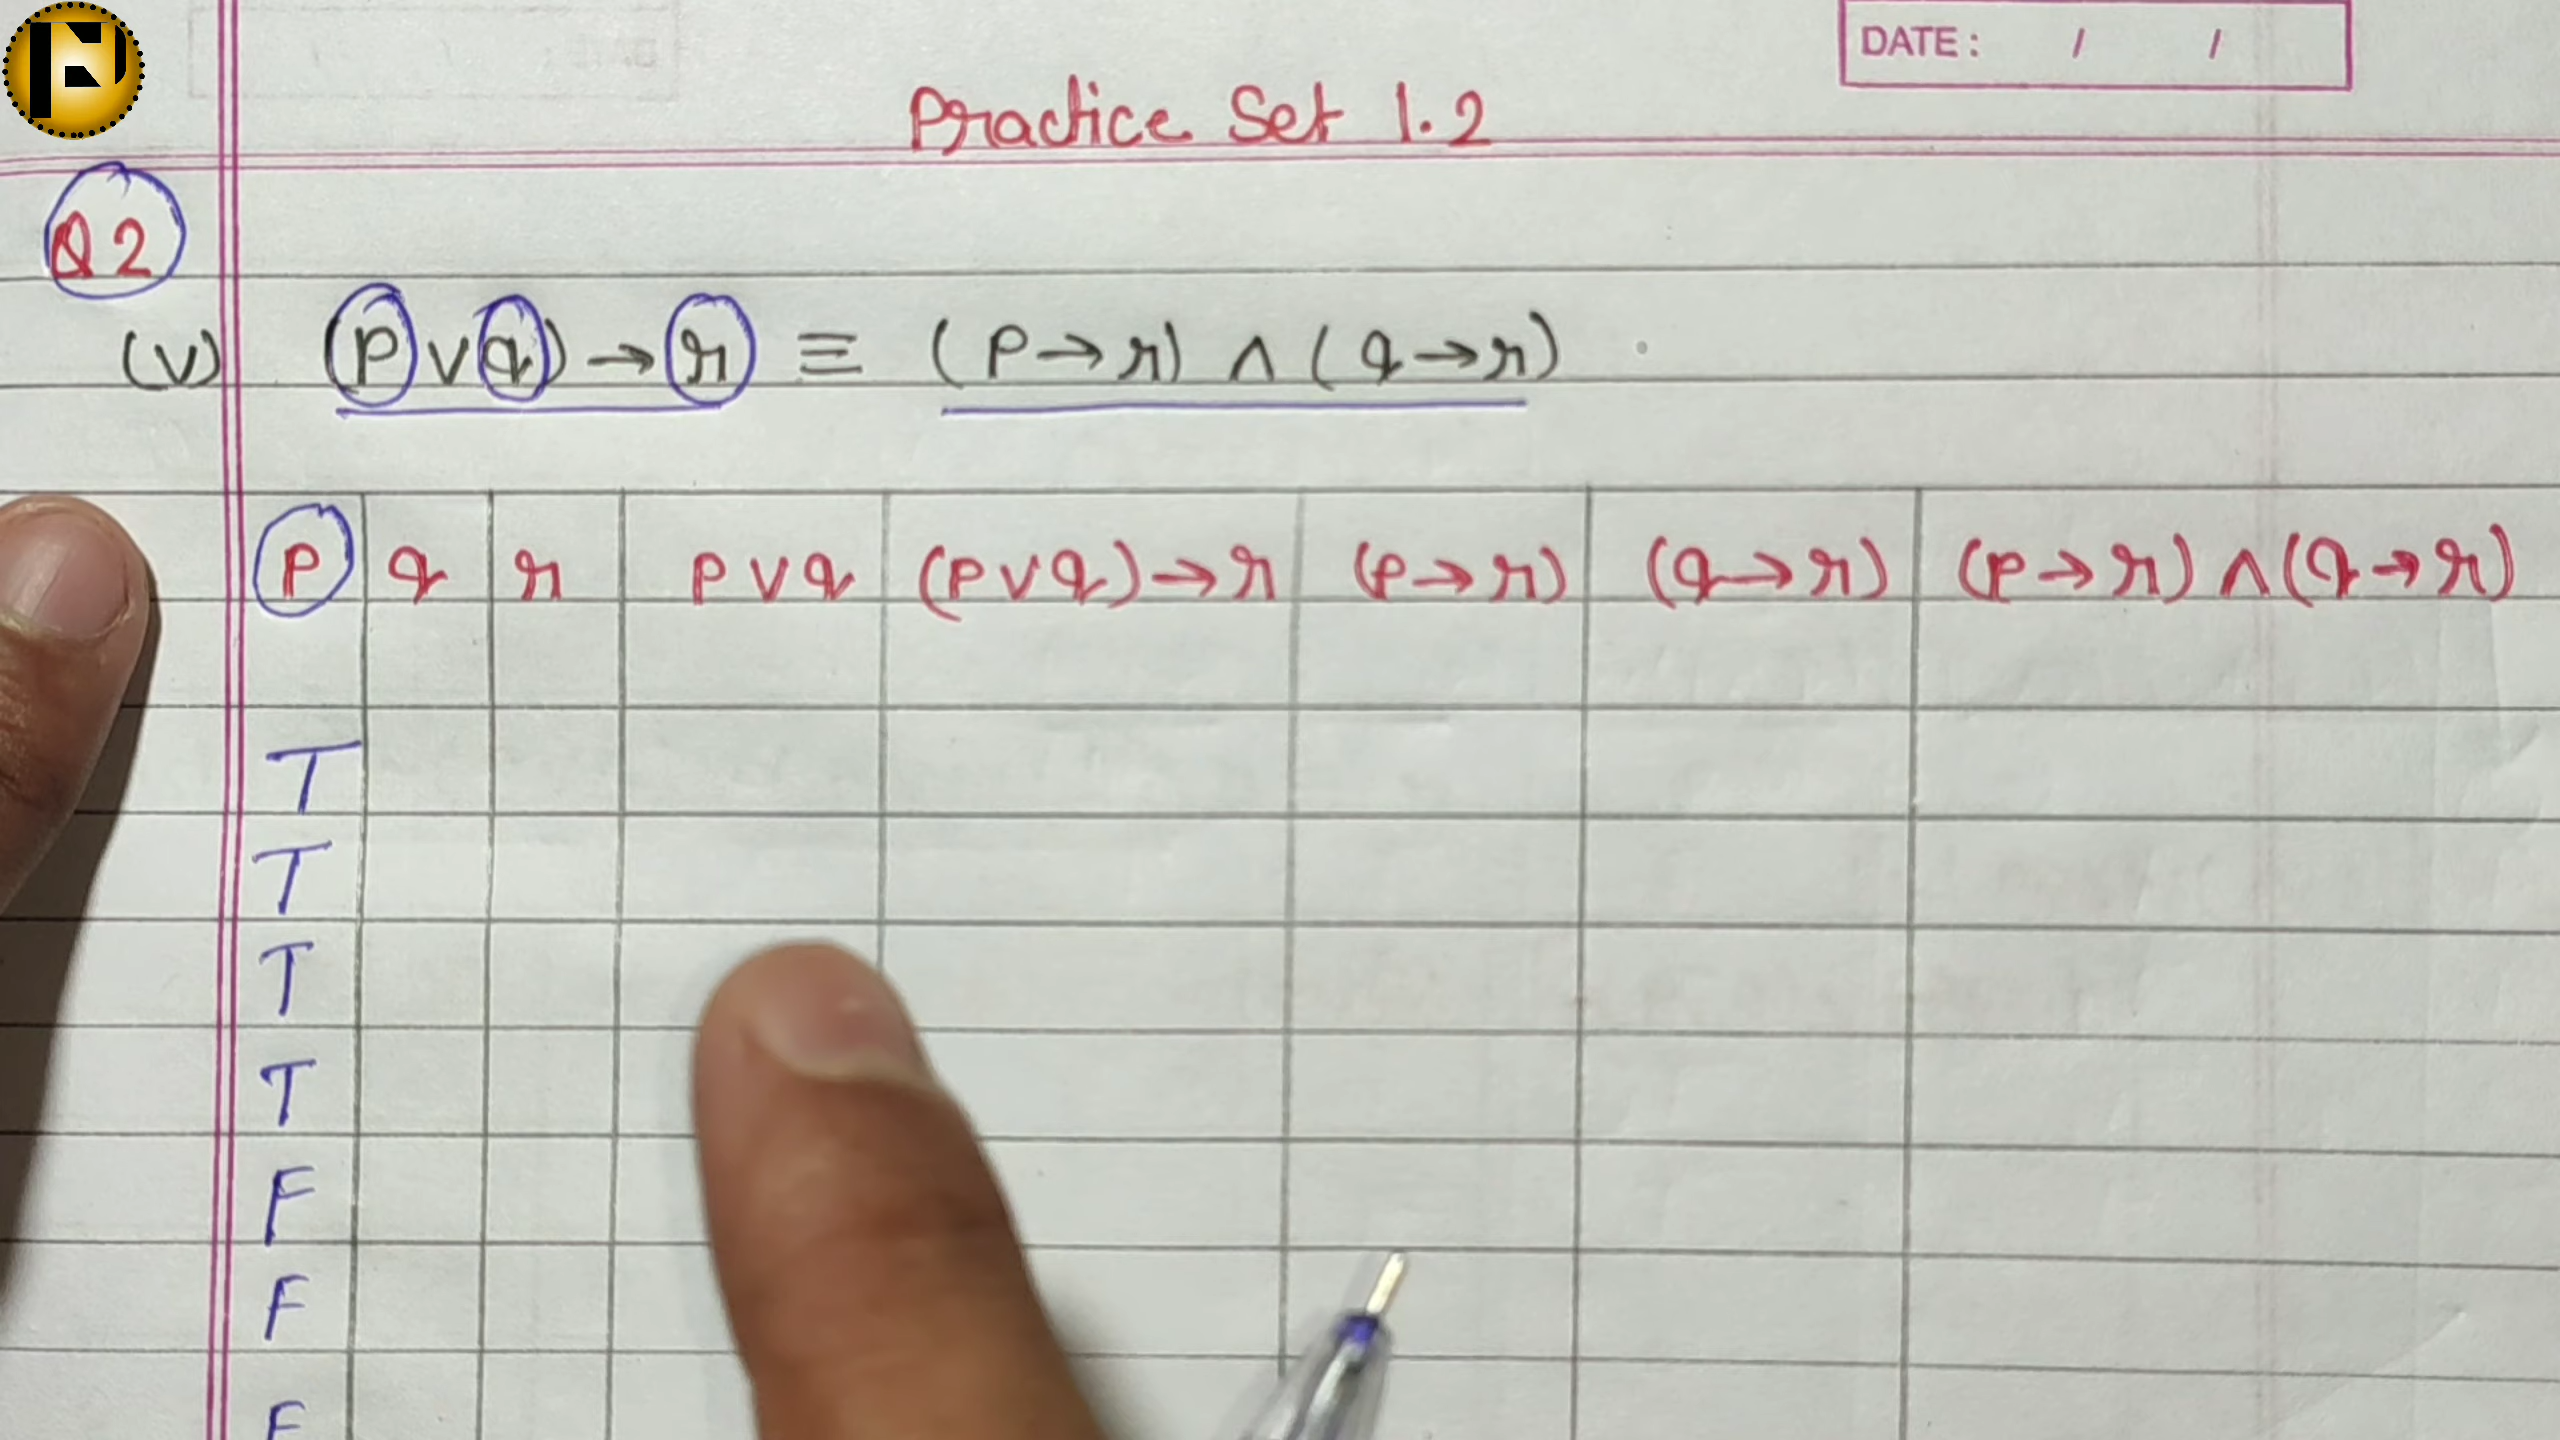 DATE : / /
Practice Set 1.2
Q2
(v) (p∨q) → r ≡ (p→r) ∧ (q→r)
p q r p∨q (p∨q)→r (p→r) (q→r) (p→r)∧(q→r)
T
T
T
T
F
F
F